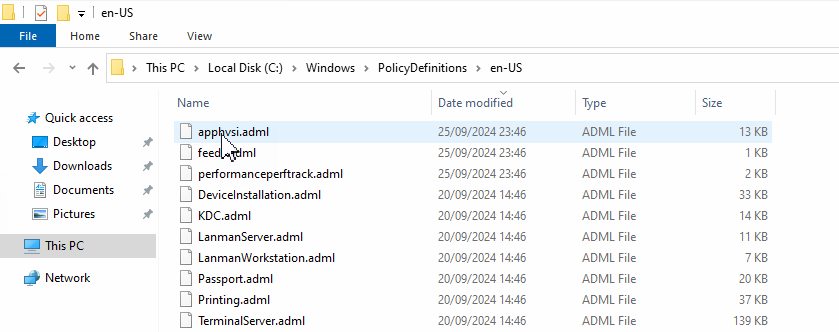 en-US
File Home Share View
This PC Local Disk (C:) Windows PolicyDefinitions en-US
Quick access
Desktop
Downloads
Documents
Pictures
This PC
Network
Name Date modified Type Size
apphvsi.adml 25/09/2024 23:46 ADML File 13 KB
25/09/2024 23:46 ADML File 1 KB
performanceperftrack.adml 25/09/2024 23:46 ADML File 2 KB
DeviceInstallation.adml 20/09/2024 14:46 ADML File 33 KB
KDC.adml 20/09/2024 14:46 ADML File 14 KB
LanmanServer.adml 20/09/2024 14:46 ADML File 11 KB
LanmanWorkstation.adml 20/09/2024 14:46 ADML File 7 KB
Passport.adml 20/09/2024 14:46 ADML File 20 KB
Printing.adml 20/09/2024 14:46 ADML File 37 KB
TerminalServer.adml 20/09/2024 14:46 ADML File 139 KB